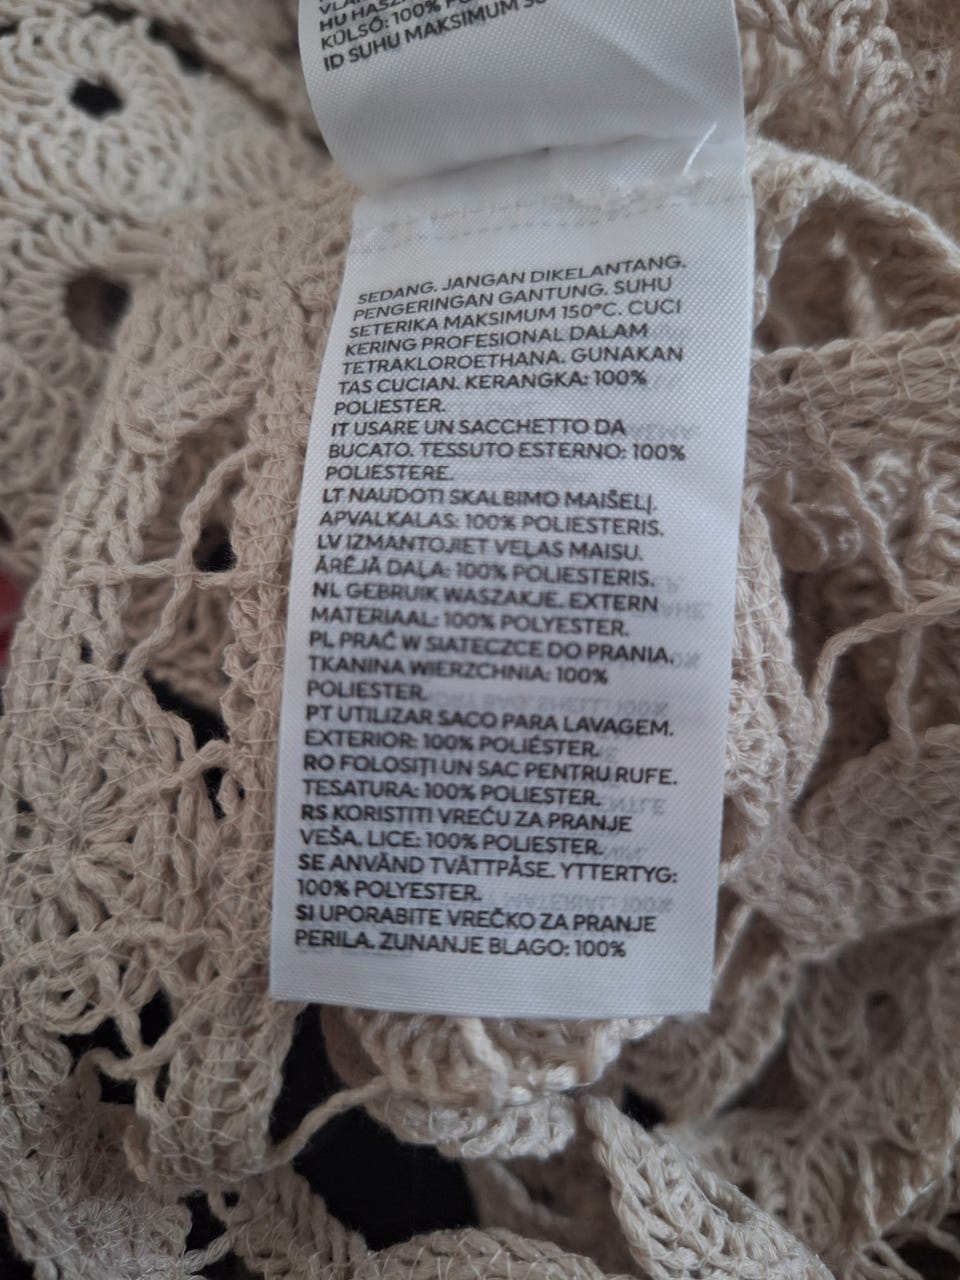 HU HASZ
KÜLSŐ: 100%
ID SUHU MAKSIMUM
SEDANG. JANGAN DIKELANTANG.
PENGERINGAN GANTUNG. SUHU
SETERIKA MAKSIMUM 150°C. CUCI
KERING PROFESIONAL DALAM
TETRAKLOROETHANA. GUNAKAN
TAS CUCIAN. KERANGKA: 100%
POLIESTER.
IT USARE UN SACCHETTO DA
BUCATO. TESSUTO ESTERNO: 100%
POLIESTERE.
LT NAUDOTI SKALBIMO MAIŠELĮ.
APVALKALAS: 100% POLIESTERIS.
LV IZMANTOJIET VEĻAS MAISU.
ĀRĒJĀ DAĻA: 100% POLIESTERIS.
NL GEBRUIK WASZAKJE. EXTERN
MATERIAAL: 100% POLYESTER.
PL PRAĆ W SIATECZCE DO PRANIA.
TKANINA WIERZCHNIA: 100%
POLIESTER.
PT UTILIZAR SACO PARA LAVAGEM.
EXTERIOR: 100% POLIÉSTER.
RO FOLOSIȚI UN SAC PENTRU RUFE.
TESATURA: 100% POLIESTER.
RS KORISTITI VREĆU ZA PRANJE
VEŠA. LICE: 100% POLIESTER.
SE ANVÄND TVÄTTPÅSE. YTTERTYG:
100% POLYESTER.
SI UPORABITE VREČKO ZA PRANJE
PERILA. ZUNANJE BLAGO: 100%